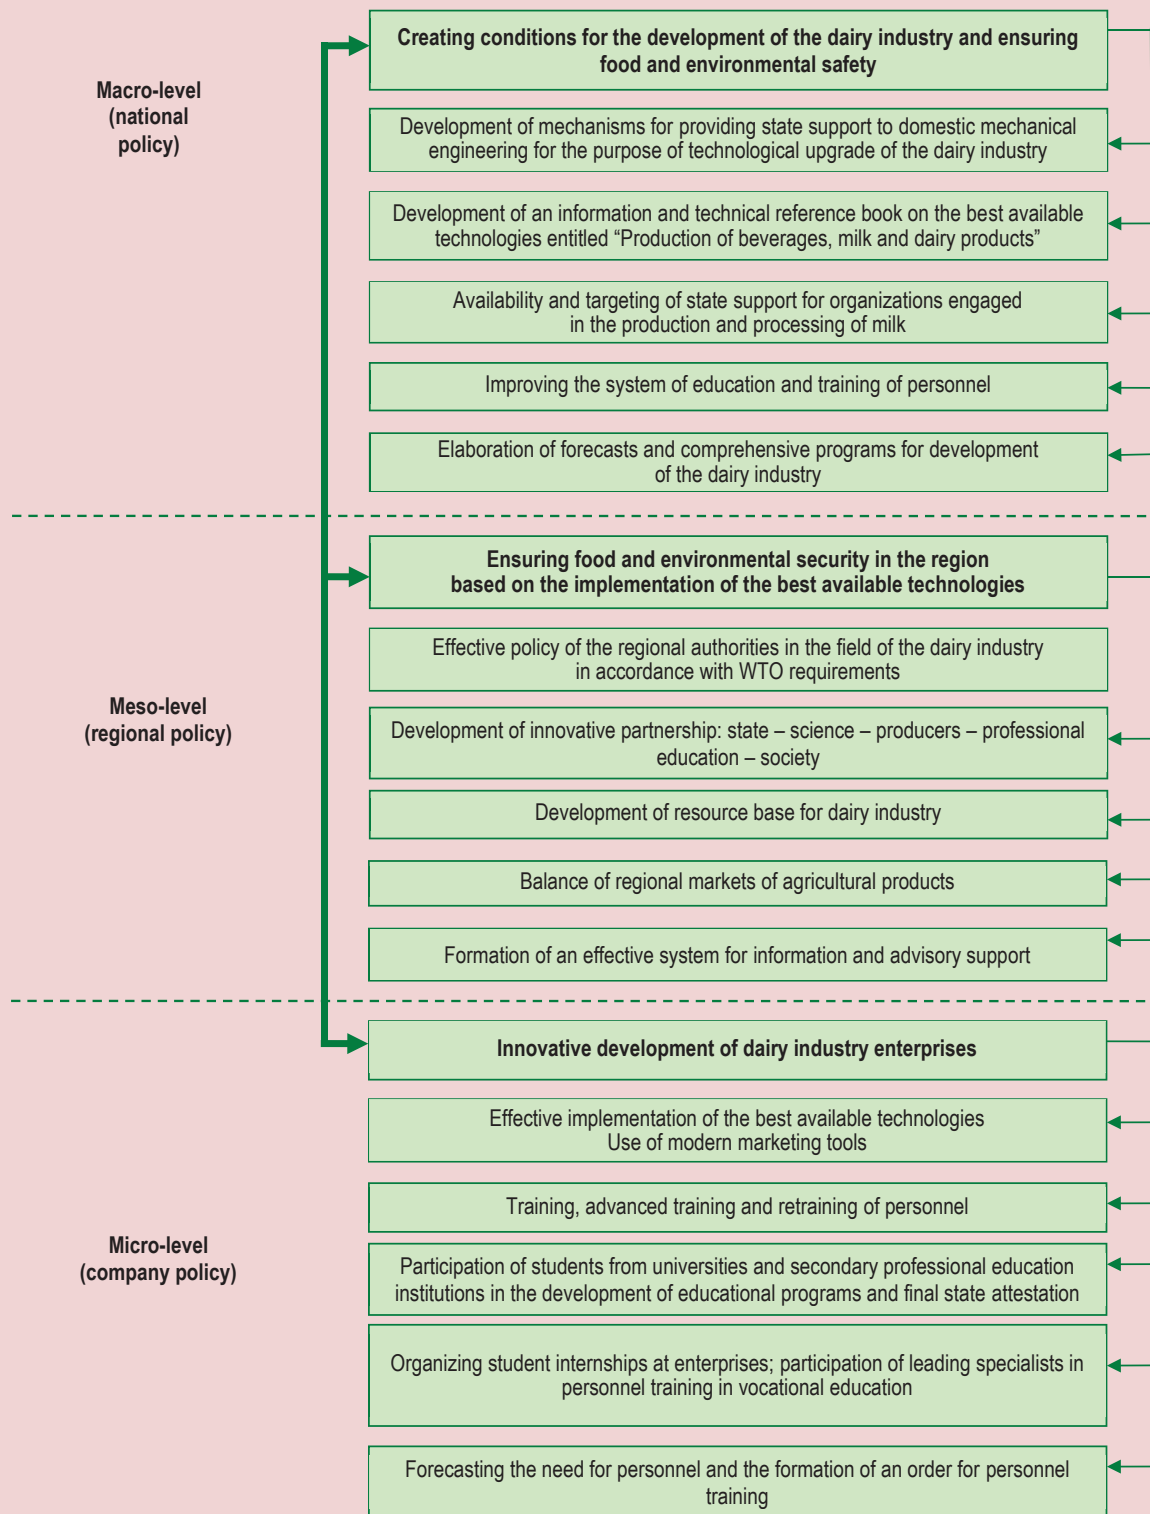 Creating conditions for the development of the dairy industry and ensuring
food and environmental safety
Macro-level
(national
policy)
Development of mechanisms for providing state support to domestic mechanical
engineering for the purpose of technological upgrade of the dairy industry
Development of an information and technical reference book on the best available
technologies entitled “Production of beverages, milk and dairy products”
Availability and targeting of state support for organizations engaged
in the production and processing of milk
Improving the system of education and training of personnel
Elaboration of forecasts and comprehensive programs for development
of the dairy industry
Ensuring food and environmental security in the region
based on the implementation of the best available technologies
Effective policy of the regional authorities in the field of the dairy industry
in accordance with WTO requirements
Meso-level
(regional policy)
Development of innovative partnership: state – science – producers – professional
education – society
Development of resource base for dairy industry
Balance of regional markets of agricultural products
Formation of an effective system for information and advisory support
Innovative development of dairy industry enterprises
Effective implementation of the best available technologies
Use of modern marketing tools
Training, advanced training and retraining of personnel
Micro-level
(company policy)
Participation of students from universities and secondary professional education
institutions in the development of educational programs and final state attestation
Organizing student internships at enterprises; participation of leading specialists in
personnel training in vocational education
Forecasting the need for personnel and the formation of an order for personnel
training